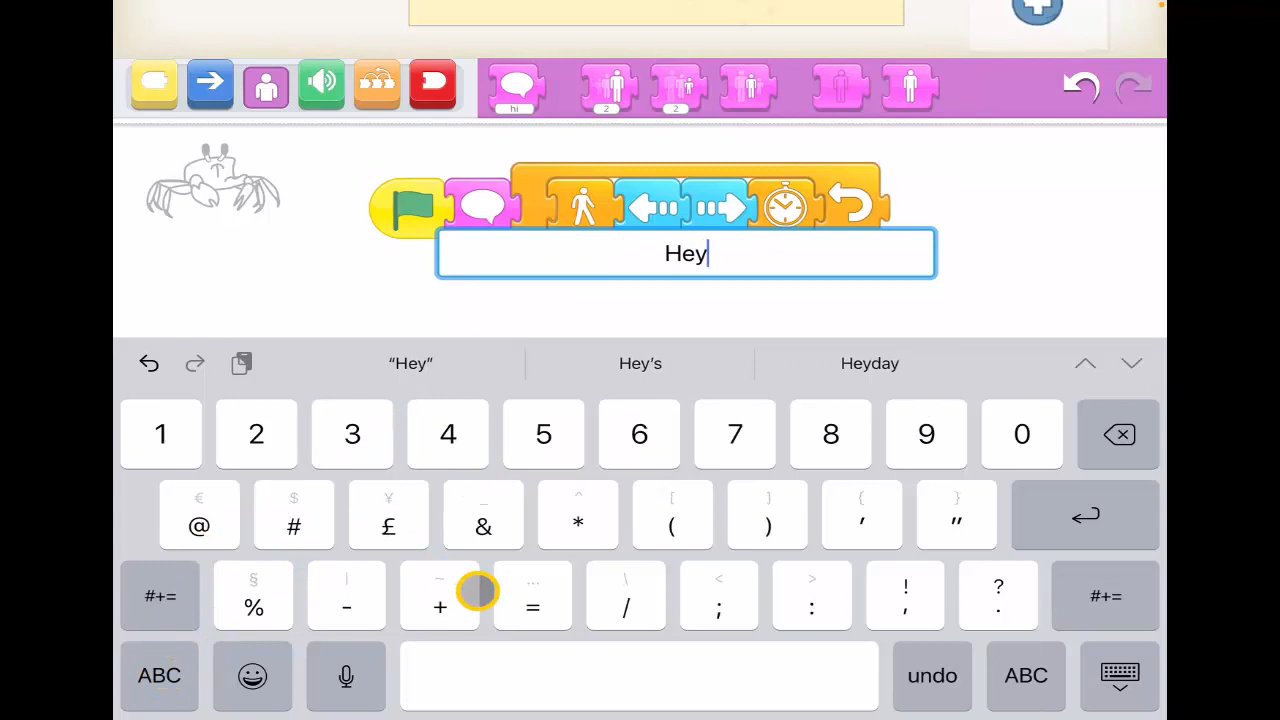 hi
2
2
Hey
“Hey”
Hey’s
Heyday
1 2 3 4 5 6 7 8 9 0
€ $ ¥ _ ^ [ ] { }
@ # £ & * ( ) ' "
§ | ~ … \ < > ! ?
#+= % - + = / ; : , . #+=
ABC undo ABC